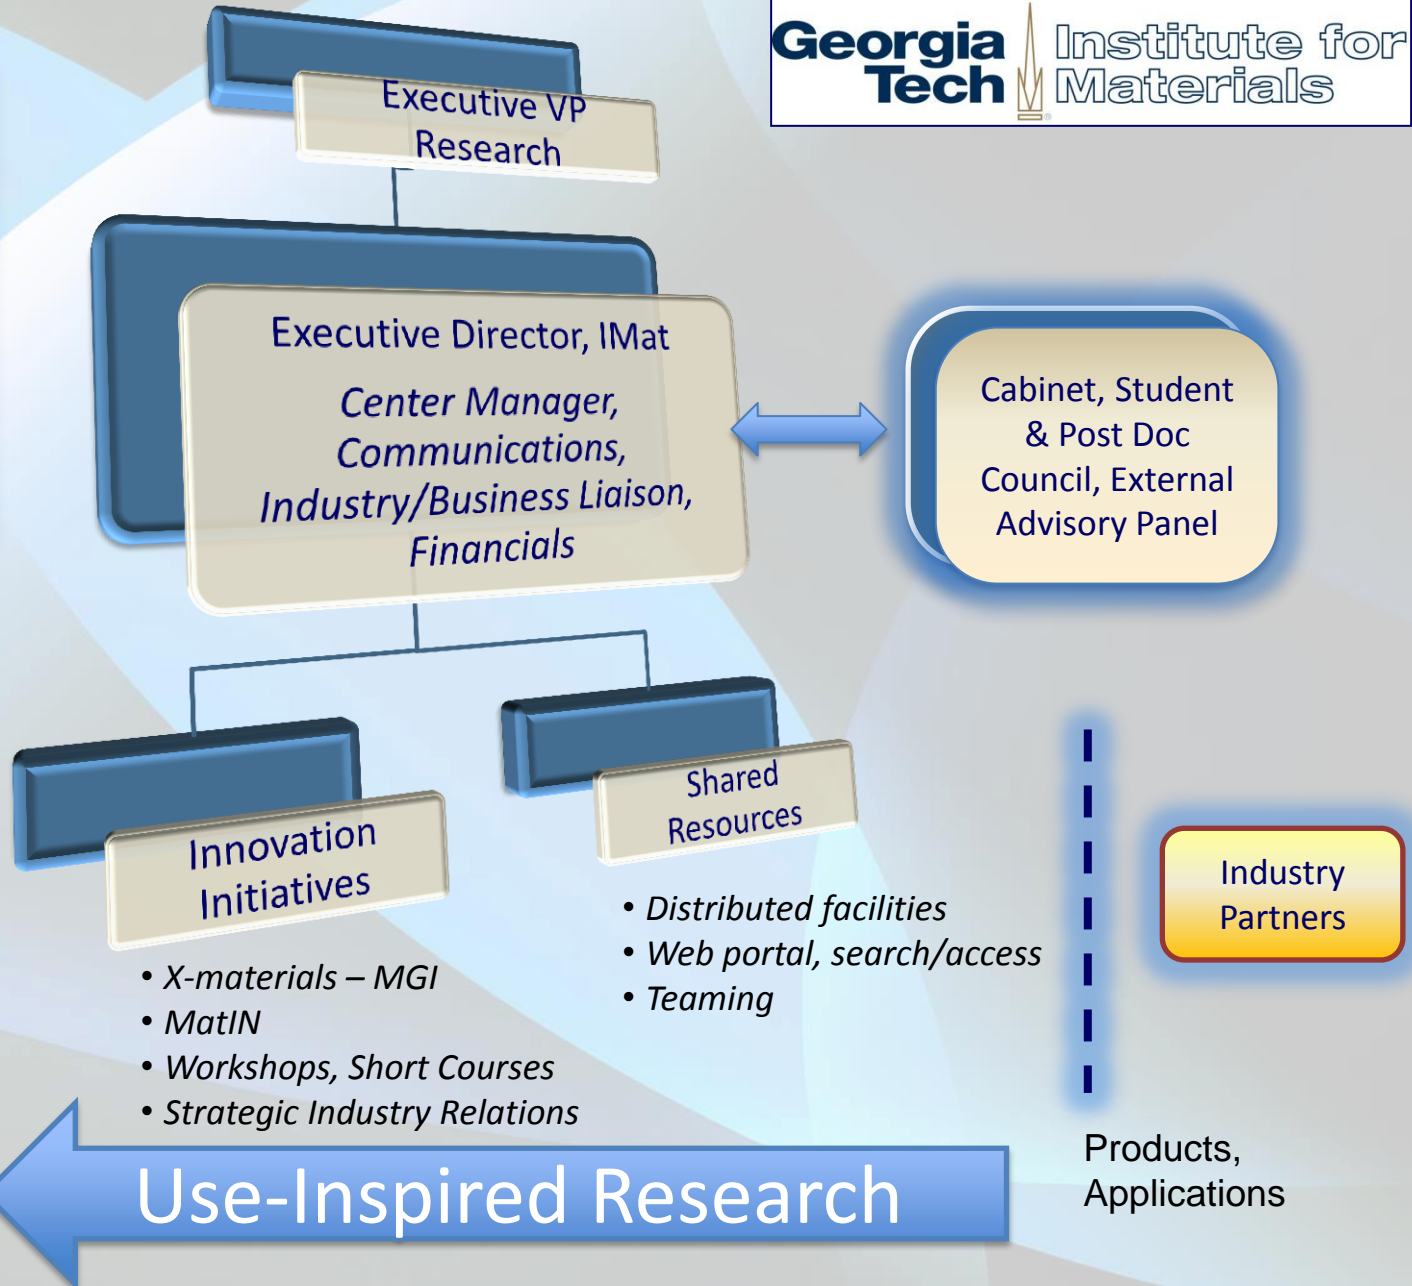 Georgia Tech
Institute for Materials
Executive VP
Research
Executive Director, IMat
Center Manager,
Communications,
Industry/Business Liaison,
Financials
Cabinet, Student
& Post Doc
Council, External
Advisory Panel
Innovation
Initiatives
• X-materials – MGI
• MatIN
• Workshops, Short Courses
• Strategic Industry Relations
Shared
Resources
• Distributed facilities
• Web portal, search/access
• Teaming
Industry
Partners
Use-Inspired Research
Products,
Applications